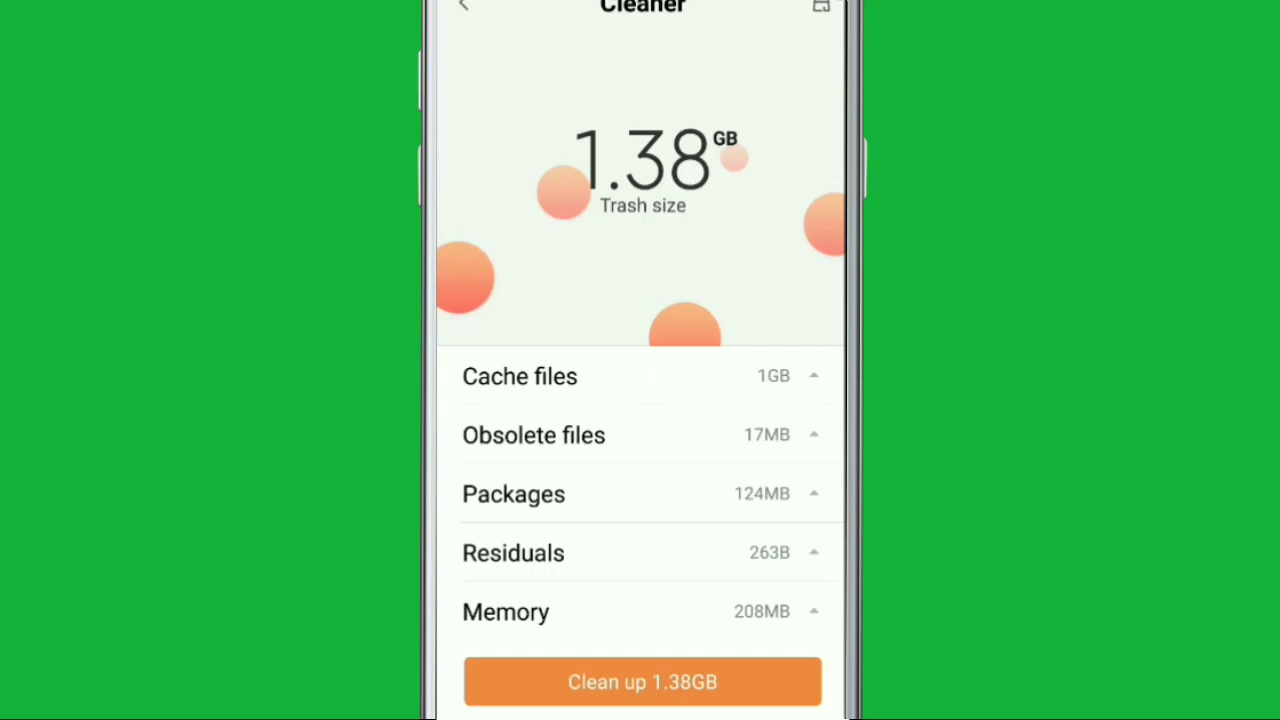 Cleaner
1.38 GB
Trash size
Cache files 1GB
Obsolete files 17MB
Packages 124MB
Residuals 263B
Memory 208MB
Clean up 1.38GB